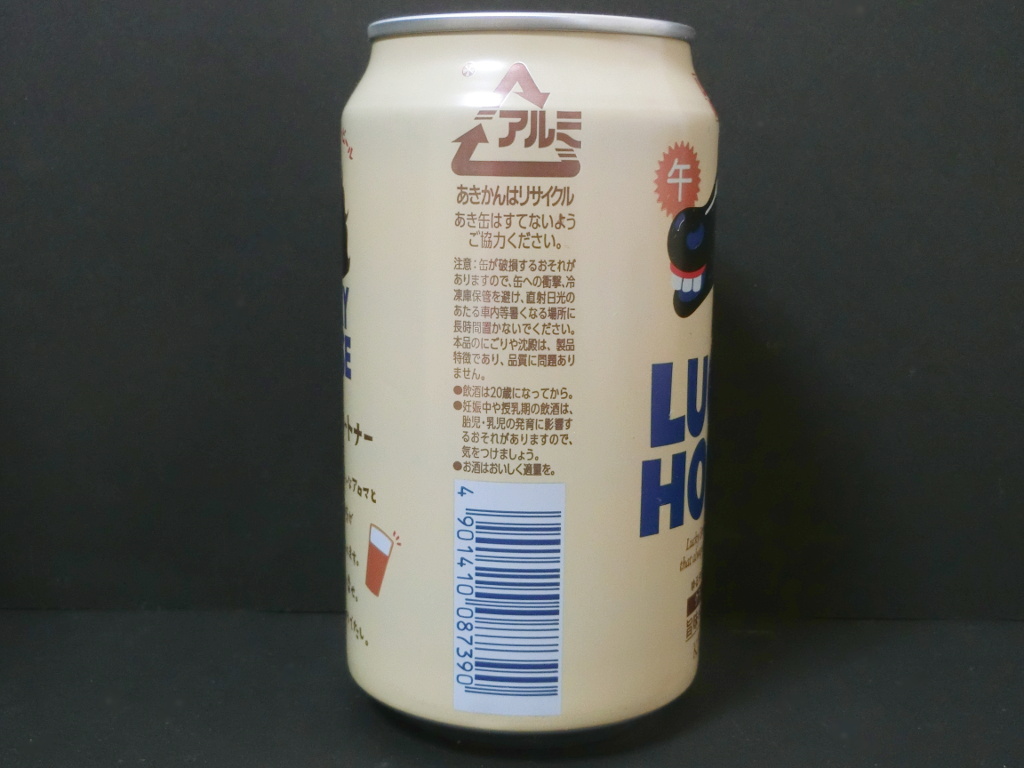 アルミ
あきかんはリサイクル
あき缶はすてないよう
ご協力ください。
注意:缶が破損するおそれが
ありますので、缶への衝撃、冷
凍庫保管を避け、直射日光の
あたる車内等暑くなる場所に
長時間置かないでください。
本品のにごりや沈殿は、製品
特徴であり、品質に問題あり
ません。
●飲酒は20歳になってから。
●妊娠中や授乳期の飲酒は、
胎児・乳児の発育に影響す
るおそれがありますので、
気をつけましょう。
●お酒はおいしく適量を。
4 901410 087390
午
LU
HO
Y
E
トナー
アロマと